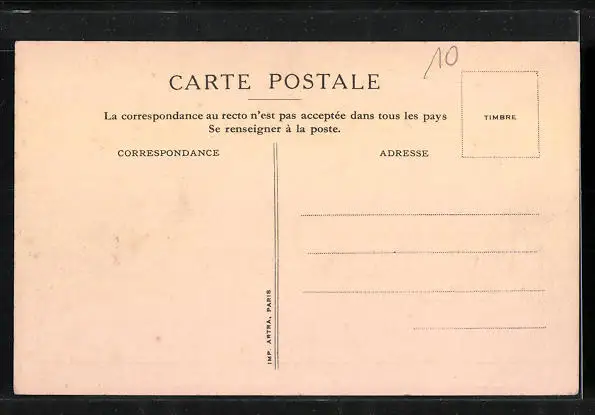 10
CARTE POSTALE
La correspondance au recto n'est pas acceptée dans tous les pays
Se renseigner à la poste.
TIMBRE
CORRESPONDANCE
ADRESSE
IMP. ARTRA, PARIS